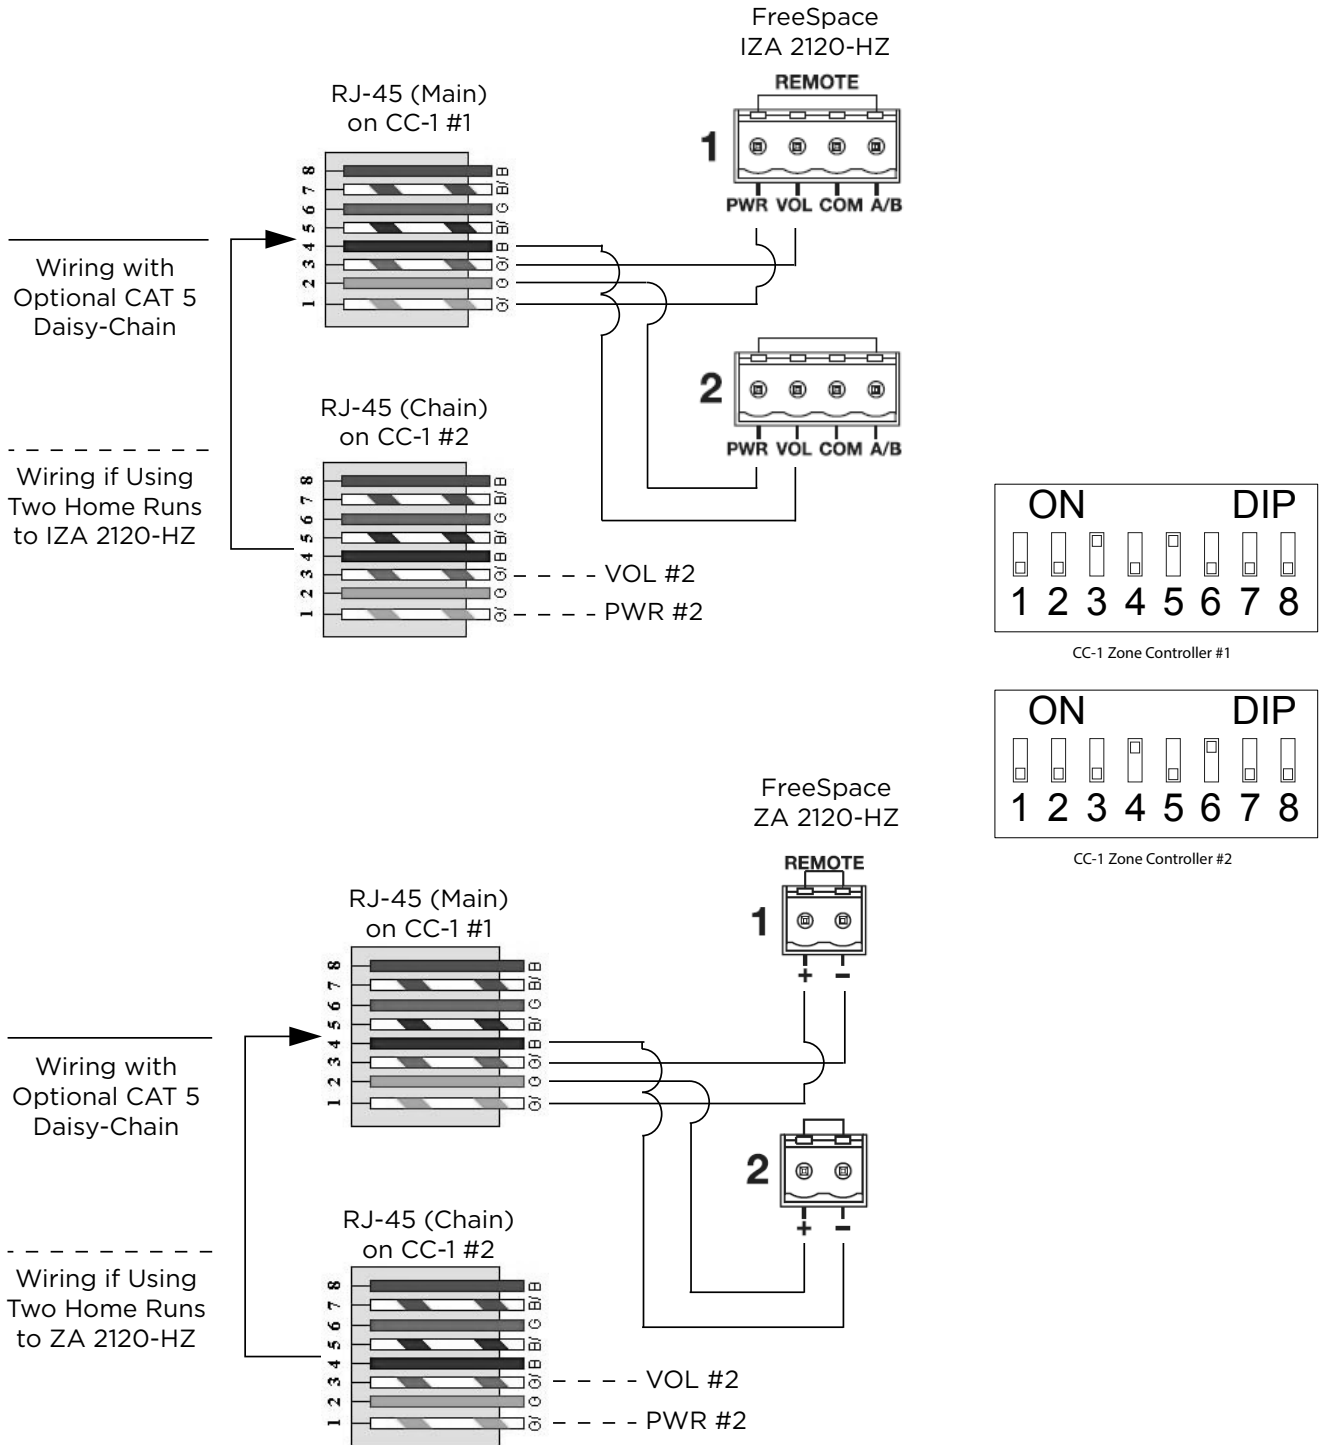 FreeSpace
IZA 2120-HZ
REMOTE
1
PWR VOL COM A/B
RJ-45 (Main)
on CC-1 #1
8 B
7 B/
6 G
5 B/
4 B
3 G/
2 O
1 O/
Wiring with
Optional CAT 5
Daisy-Chain
2
PWR VOL COM A/B
RJ-45 (Chain)
on CC-1 #2
8 B
7 B/
6 G
5 B/
4 B
3 G/
2 O
1 O/
VOL #2
PWR #2
Wiring if Using
Two Home Runs
to IZA 2120-HZ
ON DIP
1 2 3 4 5 6 7 8
CC-1 Zone Controller #1
ON DIP
1 2 3 4 5 6 7 8
CC-1 Zone Controller #2
FreeSpace
ZA 2120-HZ
REMOTE
1
+ –
RJ-45 (Main)
on CC-1 #1
8 B
7 B/
6 G
5 B/
4 B
3 G/
2 O
1 O/
Wiring with
Optional CAT 5
Daisy-Chain
2
+ –
RJ-45 (Chain)
on CC-1 #2
8 B
7 B/
6 G
5 B/
4 B
3 G/
2 O
1 O/
VOL #2
PWR #2
Wiring if Using
Two Home Runs
to ZA 2120-HZ